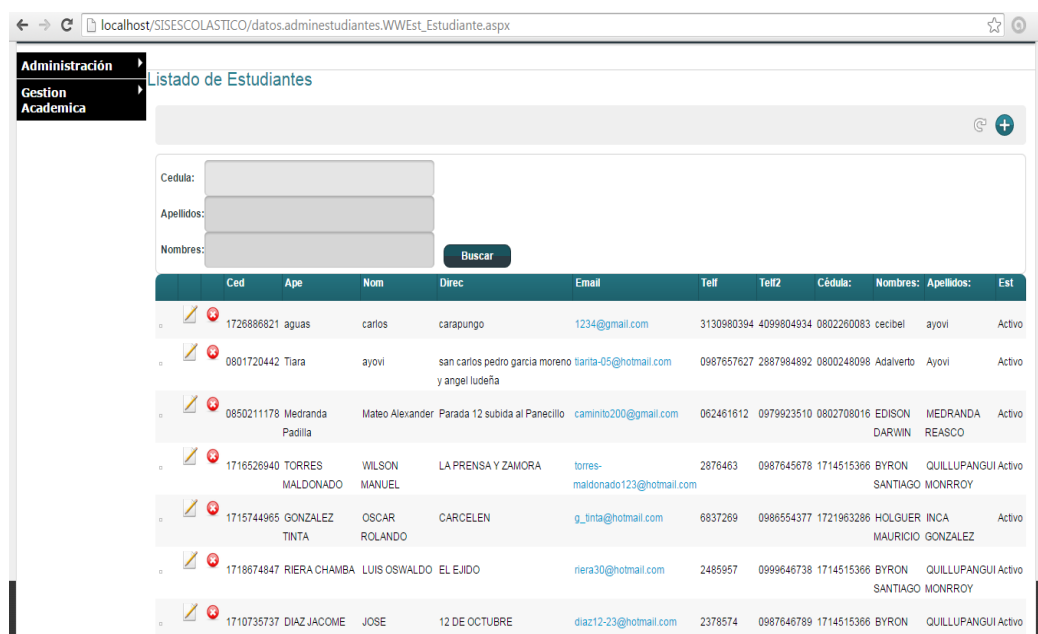 localhost/SISESCOLASTICO/datos.adminestudiantes.WWEst_Estudiante.aspx
Administración
Gestion
Academica
Listado de Estudiantes
Cedula:
Apellidos:
Nombres:
Buscar
Ced Ape Nom Direc Email Telf Telf2 Cédula: Nombres: Apellidos: Est
1726886821 aguas carlos carapungo 1234@gmail.com 3130980394 4099804934 0802260083 cecibel ayovi Activo
0801720442 Tiara ayovi san carlos pedro garcia moreno tiarita-05@hotmail.com 0987657627 2887984892 0800248098 Adalverto Ayovi Activo
y angel ludeña
0850211178 Medranda Mateo Alexander Parada 12 subida al Panecillo caminito200@gmail.com 062461612 0979923510 0802708016 EDISON MEDRANDA Activo
Padilla DARWIN REASCO
1716526940 TORRES WILSON LA PRENSA Y ZAMORA torres- 2876463 0987645678 1714515366 BYRON QUILLUPANGUI Activo
MALDONADO MANUEL maldonado123@hotmail.com SANTIAGO MONRROY
1715744965 GONZALEZ OSCAR CARCELEN g_tinta@hotmail.com 6837269 0986554377 1721963286 HOLGUER INCA Activo
TINTA ROLANDO MAURICIO GONZALEZ
1718674847 RIERA CHAMBA LUIS OSWALDO EL EJIDO riera30@hotmail.com 2485957 0999646738 1714515366 BYRON QUILLUPANGUI Activo
SANTIAGO MONRROY
1710735737 DIAZ JACOME JOSE 12 DE OCTUBRE diaz12-23@hotmail.com 2378574 0987646789 1714515366 BYRON QUILLUPANGUI Activo